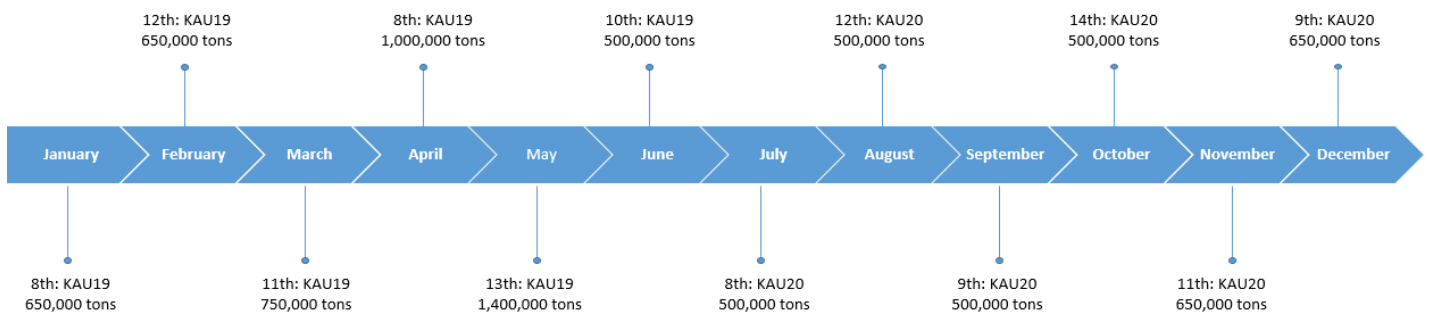 12th: KAU19
650,000 tons
8th: KAU19
1,000,000 tons
10th: KAU19
500,000 tons
12th: KAU20
500,000 tons
14th: KAU20
500,000 tons
9th: KAU20
650,000 tons
January
February
March
April
May
June
July
August
September
October
November
December
8th: KAU19
650,000 tons
11th: KAU19
750,000 tons
13th: KAU19
1,400,000 tons
8th: KAU20
500,000 tons
9th: KAU20
500,000 tons
11th: KAU20
650,000 tons